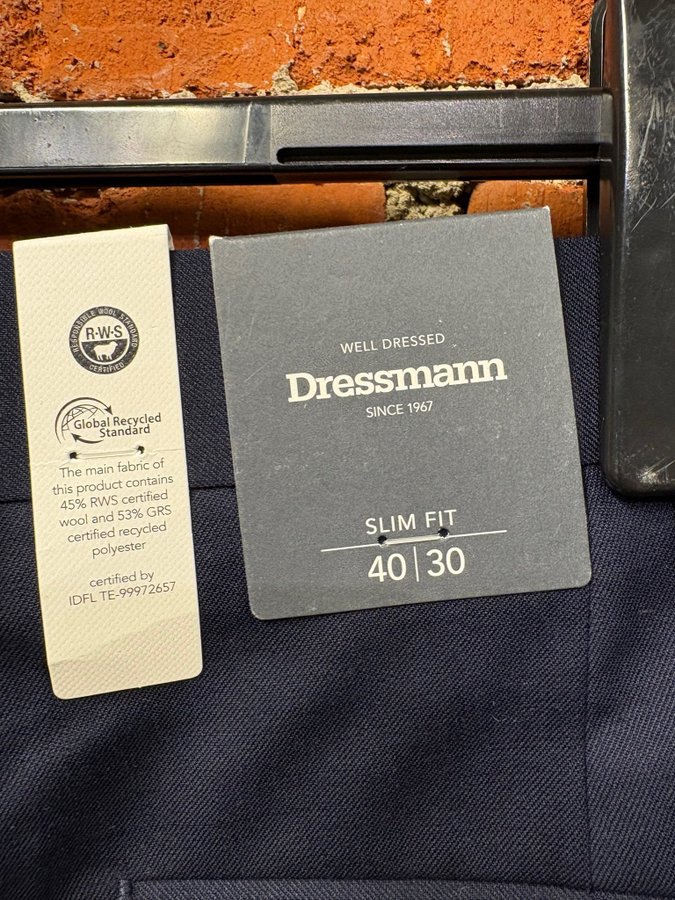 RESPONSIBLE WOOL STANDARD
R·W·S
CERTIFIED
Global Recycled
Standard
The main fabric of
this product contains
45% RWS certified
wool and 53% GRS
certified recycled
polyester
certified by
IDFL TE-99972657
WELL DRESSED
Dressmann
SINCE 1967
SLIM FIT
40|30